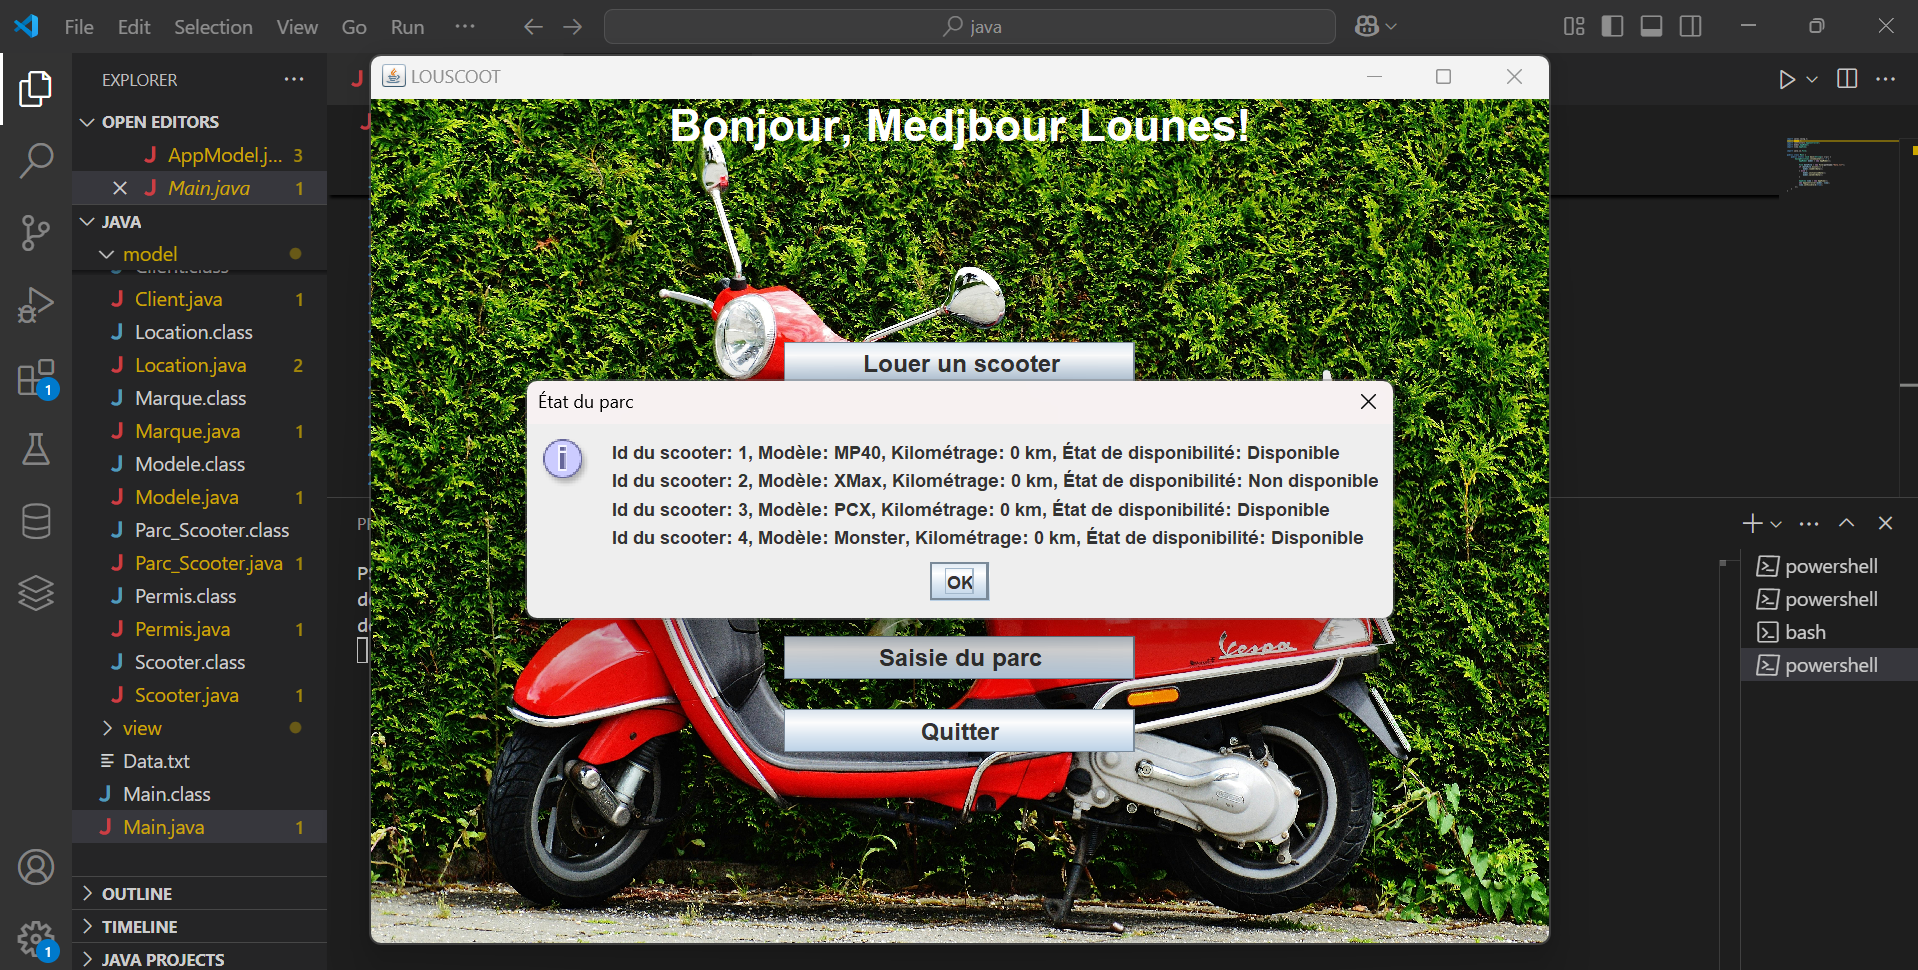 File Edit Selection View Go Run ··· java
EXPLORER ···
OPEN EDITORS
AppModel.j... 3
Main.java 1
JAVA
model
Client.class
Client.java 1
Location.class
Location.java 2
Marque.class
Marque.java 1
Modele.class
Modele.java 1
Parc_Scooter.class
Parc_Scooter.java 1
Permis.class
Permis.java 1
Scooter.class
Scooter.java 1
view
Data.txt
Main.class
Main.java 1
OUTLINE
TIMELINE
JAVA PROJECTS
1
1
LOUSCOOT
Bonjour, Medjbour Lounes!
Louer un scooter
État du parc
Id du scooter: 1, Modèle: MP40, Kilométrage: 0 km, État de disponibilité: Disponible
Id du scooter: 2, Modèle: XMax, Kilométrage: 0 km, État de disponibilité: Non disponible
Id du scooter: 3, Modèle: PCX, Kilométrage: 0 km, État de disponibilité: Disponible
Id du scooter: 4, Modèle: Monster, Kilométrage: 0 km, État de disponibilité: Disponible
OK
Vespa
Saisie du parc
Quitter
powershell
powershell
bash
powershell